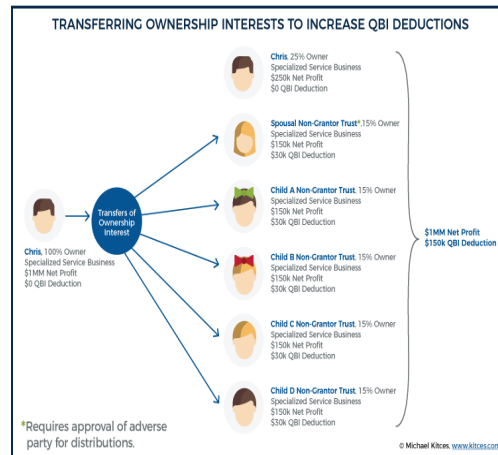 TRANSFERRING OWNERSHIP INTERESTS TO INCREASE QBI DEDUCTIONS
Chris, 100% Owner
Specialized Service Business
$1MM Net Profit
$0 QBI Deduction
Transfers of
Ownership
Interest
Chris, 25% Owner
Specialized Service Business
$250k Net Profit
$0 QBI Deduction
Spousal Non-Grantor Trust*,15% Owner
Specialized Service Business
$150k Net Profit
$30k QBI Deduction
Child A Non-Grantor Trust, 15% Owner
Specialized Service Business
$150k Net Profit
$30k QBI Deduction
Child B Non-Grantor Trust, 15% Owner
Specialized Service Business
$150k Net Profit
$30k QBI Deduction
Child C Non-Grantor Trust, 15% Owner
Specialized Service Business
$150k Net Profit
$30k QBI Deduction
Child D Non-Grantor Trust, 15% Owner
Specialized Service Business
$150k Net Profit
$30k QBI Deduction
$1MM Net Profit
$150k QBI Deduction
*Requires approval of adverse
party for distributions.
© Michael Kitces, www.kitces.com